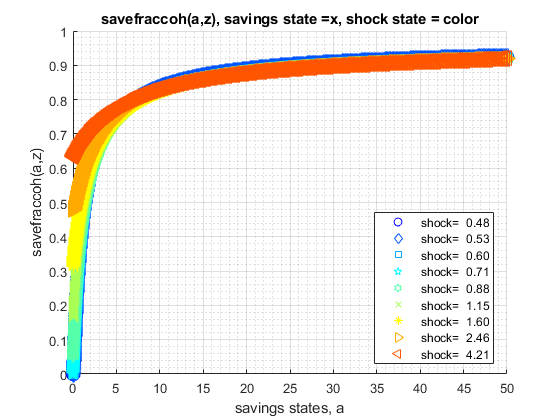 savefraccoh(a,z), savings state =x, shock state = color
savefraccoh(a,z)
1
0.9
0.8
0.7
0.6
0.5
0.4
0.3
0.2
0.1
0
0 5 10 15 20 25 30 35 40 45 50
savings states, a
shock= 0.48
shock= 0.53
shock= 0.60
shock= 0.71
shock= 0.88
shock= 1.15
shock= 1.60
shock= 2.46
shock= 4.21